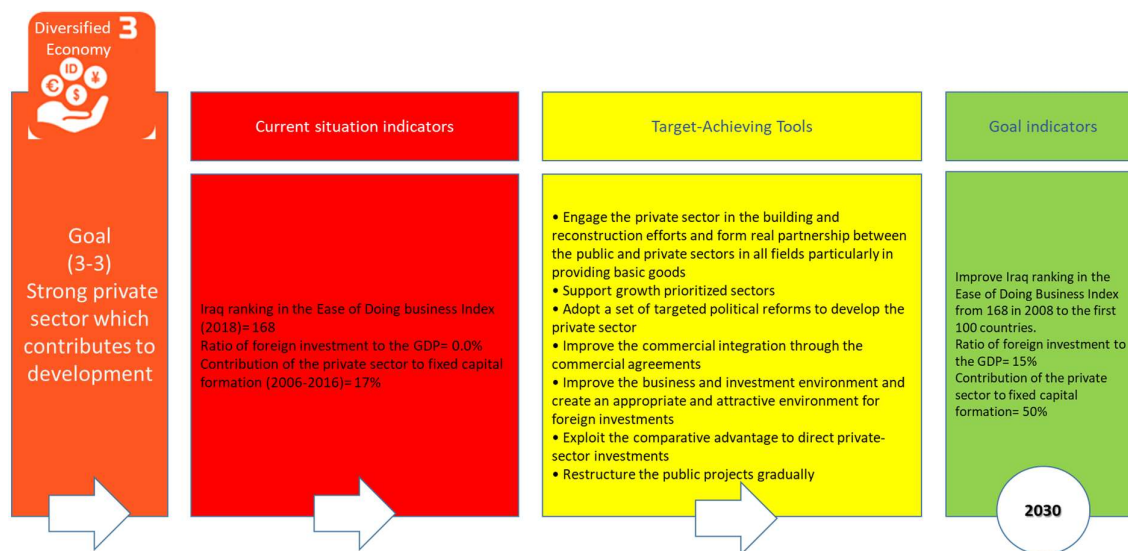 Diversified 3
Economy
ID
€
¥
$
Goal
(3-3)
Strong private
sector which
contributes to
development
Current situation indicators
Iraq ranking in the Ease of Doing business Index
(2018)= 168
Ratio of foreign investment to the GDP= 0.0%
Contribution of the private sector to fixed capital
formation (2006-2016)= 17%
Target-Achieving Tools
• Engage the private sector in the building and
reconstruction efforts and form real partnership between
the public and private sectors in all fields particularly in
providing basic goods
• Support growth prioritized sectors
• Adopt a set of targeted political reforms to develop the
private sector
• Improve the commercial integration through the
commercial agreements
• Improve the business and investment environment and
create an appropriate and attractive environment for
foreign investments
• Exploit the comparative advantage to direct private-
sector investments
• Restructure the public projects gradually
Goal indicators
Improve Iraq ranking in the
Ease of Doing Business Index
from 168 in 2008 to the first
100 countries.
Ratio of foreign investment to
the GDP= 15%
Contribution of the private
sector to fixed capital
formation= 50%
2030